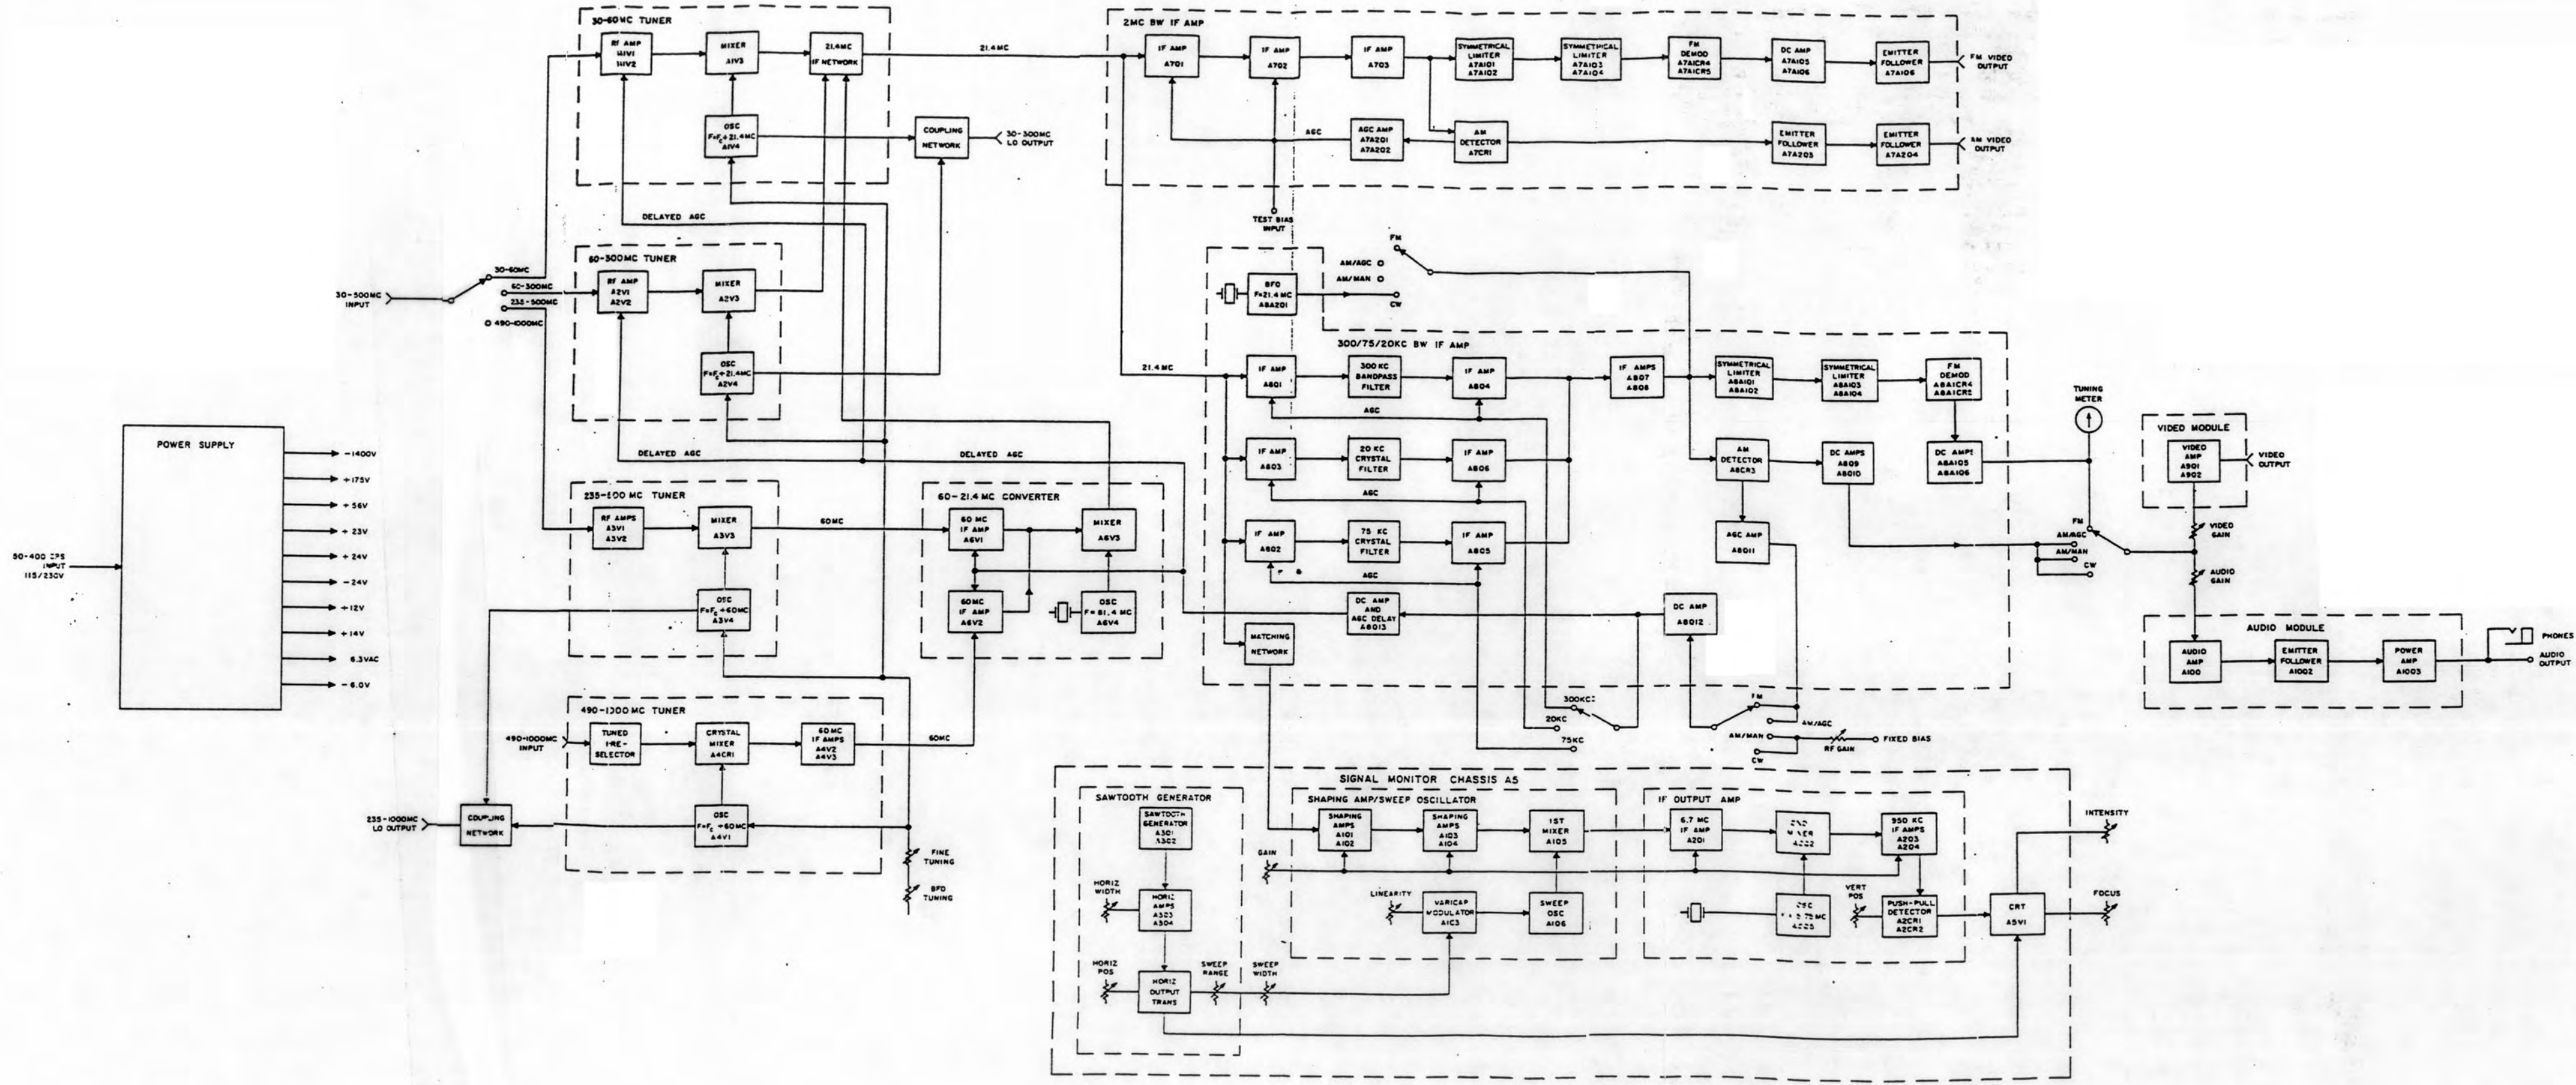 30-60MC TUNER
RF AMP
MIXER
A1V3
21.4MC
IF NETWORK
OSC
F=Fc+21.4MC
A1V4
COUPLING
NETWORK
30-300MC
LO OUTPUT
21.4MC
DELAYED AGC
2MC BW IF AMP
IF AMP
A701
IF AMP
A702
IF AMP
A703
SYMMETRICAL
LIMITER
A7A101
A7A102
SYMMETRICAL
LIMITER
A7A103
A7A104
FM
DEMOD
A7A1CR4
A7A1CR5
DC AMP
A7A105
A7A106
EMITTER
FOLLOWER
A7A106
FM VIDEO
OUTPUT
AGC
AGC AMP
A7A201
A7A202
AM
DETECTOR
A7CR1
EMITTER
FOLLOWER
A7A203
EMITTER
FOLLOWER
A7A204
AM VIDEO
OUTPUT
TEST BIAS
INPUT
30-500MC
INPUT
30-60MC
60-300MC
235-500MC
490-1000MC
60-300MC TUNER
RF AMP
A2V1
A2V2
MIXER
A2V3
OSC
F=Fc+21.4MC
A2V4
DELAYED AGC
DELAYED AGC
BFO
F=21.4 MC
A8A201
FM
AM/AGC
AM/MAN
CW
300/75/20KC BW IF AMP
21.4 MC
IF AMP
A801
300 KC
BANDPASS
FILTER
IF AMP
A804
IF AMPS
A807
A808
SYMMETRICAL
LIMITER
A8A101
A8A102
SYMMETRICAL
LIMITER
A8A103
A8A104
FM
DEMOD
A8A1CR4
AGC
IF AMP
A803
20 KC
CRYSTAL
FILTER
IF AMP
A806
AM
DETECTOR
A8CR3
DC AMPS
A809
A8010
DC AMPS
A8A105
A8A106
AGC
IF AMP
A802
75 KC
CRYSTAL
FILTER
IF AMP
A805
AGC AMP
A8011
AGC
DC AMP
AND
AGC DELAY
A8013
DC AMP
A8012
MATCHING
NETWORK
TUNING
METER
FM
AM/AGC
AM/MAN
CW
VIDEO MODULE
VIDEO
AMP
A901
A902
VIDEO
OUTPUT
VIDEO
GAIN
AUDIO
GAIN
AUDIO MODULE
AUDIO
AMP
A100
EMITTER
FOLLOWER
A1002
POWER
AMP
A1003
PHONES
AUDIO
OUTPUT
300KC
20KC
75KC
FM
AM/AGC
AM/MAN
CW
RF GAIN
FIXED BIAS
50-400 CPS
INPUT
115/230V
POWER SUPPLY
-1400V
+175V
+56V
+23V
+24V
-24V
+12V
+14V
6.3VAC
-6.0V
235-500 MC TUNER
RF AMPS
A3V1
A3V2
MIXER
A3V3
OSC
F=Fc+60MC
A3V4
60MC
60-21.4 MC CONVERTER
60 MC
IF AMP
A6V1
MIXER
A6V3
60MC
IF AMP
A6V2
OSC
F=81.4 MC
A6V4
490-1000 MC TUNER
490-1000MC
INPUT
TUNED
PRE-
SELECTOR
CRYSTAL
MIXER
A4CR1
60MC
IF AMPS
A4V2
A4V3
60MC
OSC
F=Fc+60MC
A4V1
235-1000MC
LO OUTPUT
COUPLING
NETWORK
FINE
TUNING
BFO
TUNING
SIGNAL MONITOR CHASSIS A5
SAWTOOTH GENERATOR
SAWTOOTH
GENERATOR
A301
A302
HORIZ
WIDTH
HORIZ
AMPS
A303
A304
HORIZ
POS
HORIZ
OUTPUT
TRANS
SWEEP
RANGE
SWEEP
WIDTH
SHAPING AMP/SWEEP OSCILLATOR
GAIN
SHAPING
AMPS
A101
A102
SHAPING
AMPS
A103
A104
1ST
MIXER
A105
LINEARITY
VARICAP
MODULATOR
A1C3
SWEEP
OSC
A106
IF OUTPUT AMP
6.7 MC
IF AMP
A201
2ND
MIXER
A202
950 KC
IF AMPS
A203
A204
VERT
POS
OSC
PUSH-PULL
DETECTOR
A2CR1
A2CR2
CRT
A5V1
INTENSITY
FOCUS